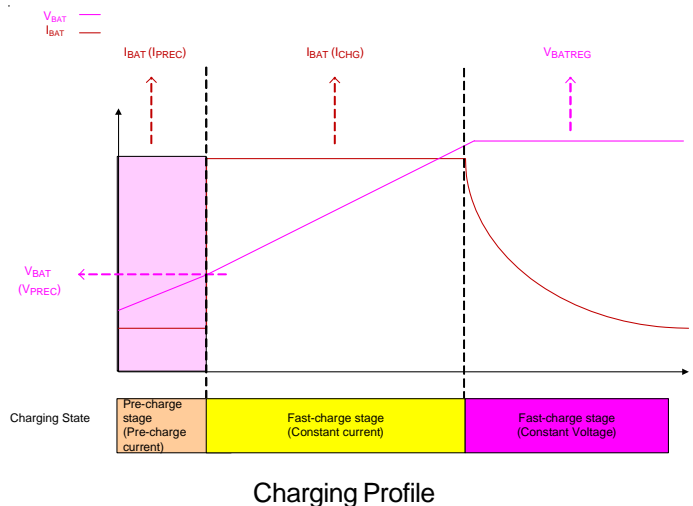 VBAT
IBAT
IBAT (IPREC)
IBAT (ICHG)
VBATREG
VBAT
(VPREC)
Charging State
Pre-charge
stage
(Pre-charge
current)
Fast-charge stage
(Constant current)
Fast-charge stage
(Constant Voltage)
Charging Profile